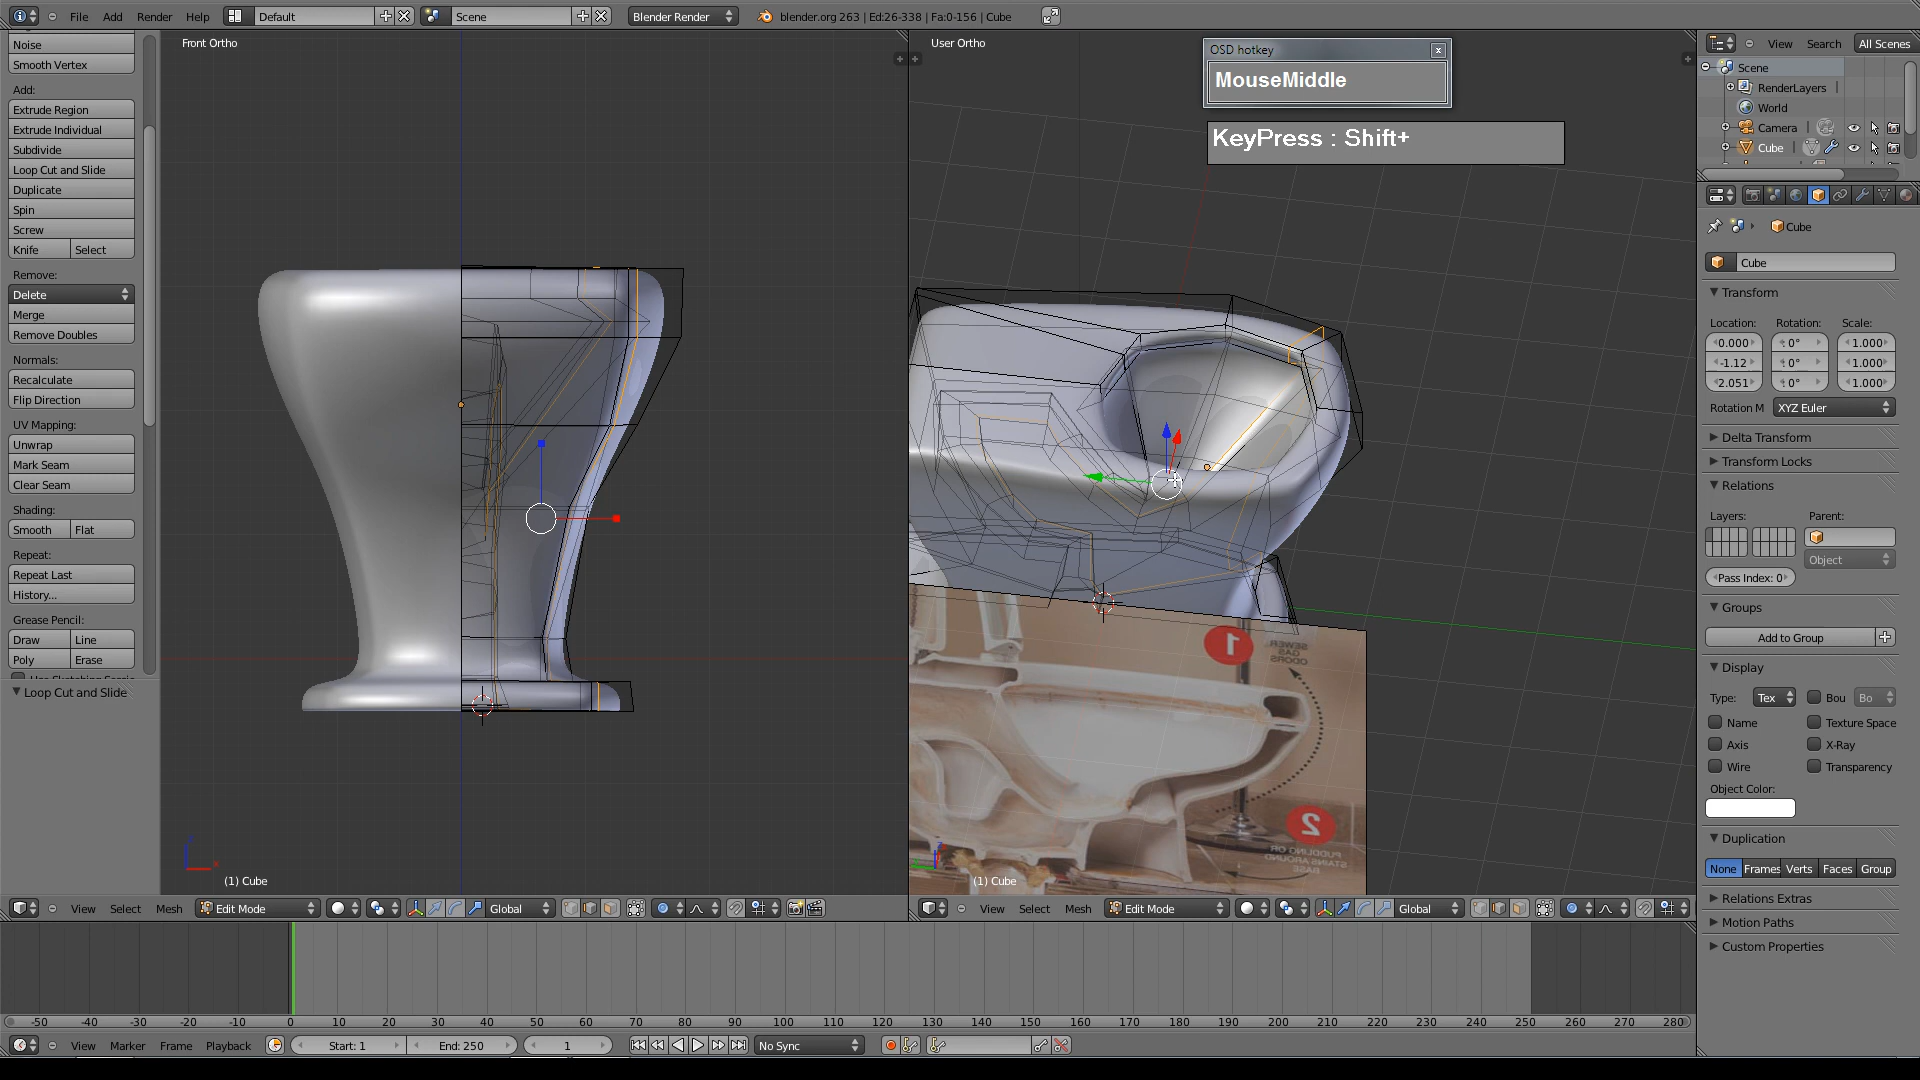 File Add Render Help Default Scene Blender Render blender.org 263 | Ed:26-338 | Fa:0-156 | Cube
Noise
Smooth Vertex
Add:
Extrude Region
Extrude Individual
Subdivide
Loop Cut and Slide
Duplicate
Spin
Screw
Knife Select
Remove:
Delete
Merge
Remove Doubles
Normals:
Recalculate
Flip Direction
UV Mapping:
Unwrap
Mark Seam
Clear Seam
Shading:
Smooth Flat
Repeat:
Repeat Last
History...
Grease Pencil:
Draw Line
Poly Erase
Loop Cut and Slide
Front Ortho
(1) Cube
View Select Mesh Edit Mode Global
User Ortho
OSD hotkey
MouseMiddle
KeyPress : Shift+
1
SEWER
GAS
ODORS
2
PUDDLING OR
STAINS AROUND
BASE
(1) Cube
View Select Mesh Edit Mode Global
View Search All Scenes
Scene
RenderLayers
World
Camera
Cube
Cube
Cube
Transform
Location: Rotation: Scale:
0.000 0° 1.000
-1.12 0° 1.000
2.051 0° 1.000
Rotation M XYZ Euler
Delta Transform
Transform Locks
Relations
Layers: Parent:
Object
Pass Index: 0
Groups
Add to Group
Display
Type: Tex Bou Bo
Name Texture Space
Axis X-Ray
Wire Transparency
Object Color:
Duplication
None Frames Verts Faces Group
Relations Extras
Motion Paths
Custom Properties
-50 -40 -30 -20 -10 0 10 20 30 40 50 60 70 80 90 100 110 120 130 140 150 160 170 180 190 200 210 220 230 240 250 260 270 280
View Marker Frame Playback Start: 1 End: 250 1 No Sync